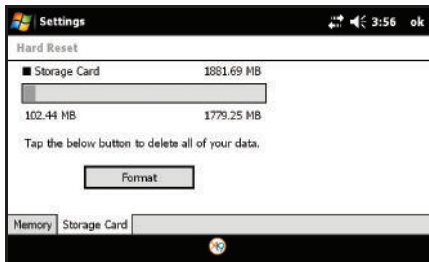 Settings 3:56 ok
Hard Reset
Storage Card 1881.69 MB
102.44 MB 1779.25 MB
Tap the below button to delete all of your data.
Format
Memory Storage Card